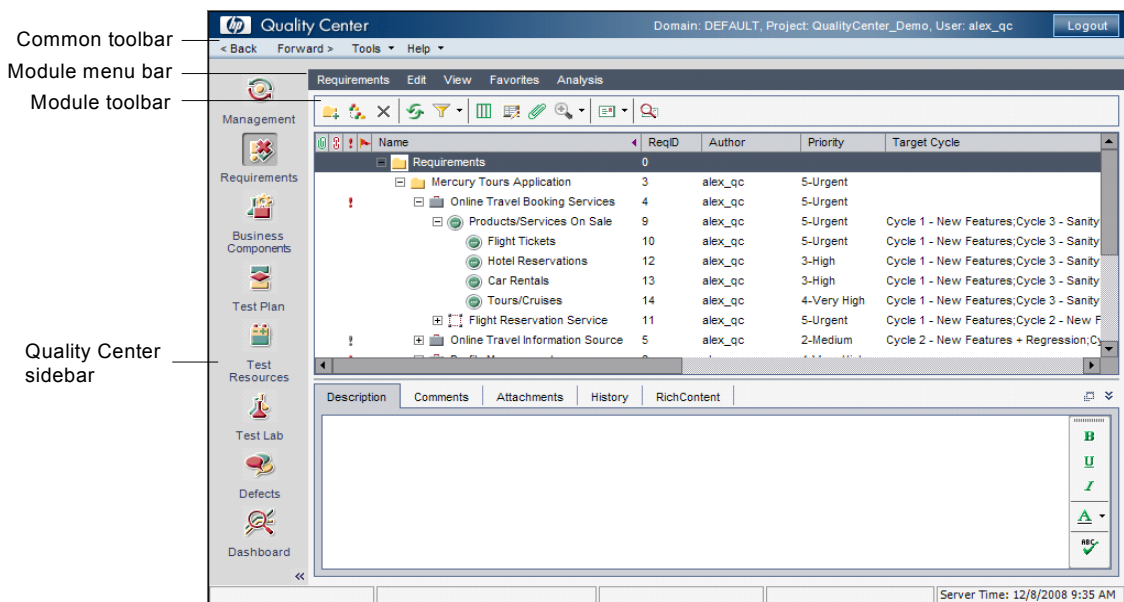 hp Quality Center Domain: DEFAULT, Project: QualityCenter_Demo, User: alex_qc Logout
Common toolbar
< Back Forward > Tools Help
Module menu bar
Requirements Edit View Favorites Analysis
Module toolbar
Management
Requirements
Business
Components
Test Plan
Test
Resources
Test Lab
Defects
Dashboard
«
Quality Center
sidebar
Name ReqID Author Priority Target Cycle
Requirements 0
Mercury Tours Application 3 alex_qc 5-Urgent
! Online Travel Booking Services 4 alex_qc 5-Urgent
Products/Services On Sale 9 alex_qc 5-Urgent Cycle 1 - New Features;Cycle 3 - Sanity
Flight Tickets 10 alex_qc 5-Urgent Cycle 1 - New Features;Cycle 3 - Sanity
Hotel Reservations 12 alex_qc 3-High Cycle 1 - New Features;Cycle 3 - Sanity
Car Rentals 13 alex_qc 3-High Cycle 1 - New Features;Cycle 3 - Sanity
Tours/Cruises 14 alex_qc 4-Very High Cycle 1 - New Features;Cycle 3 - Sanity
Flight Reservation Service 11 alex_qc 5-Urgent Cycle 1 - New Features;Cycle 2 - New F
! Online Travel Information Source 5 alex_qc 2-Medium Cycle 2 - New Features + Regression;Cy
Description Comments Attachments History RichContent
B
U
I
A
ABC
Server Time: 12/8/2008 9:35 AM